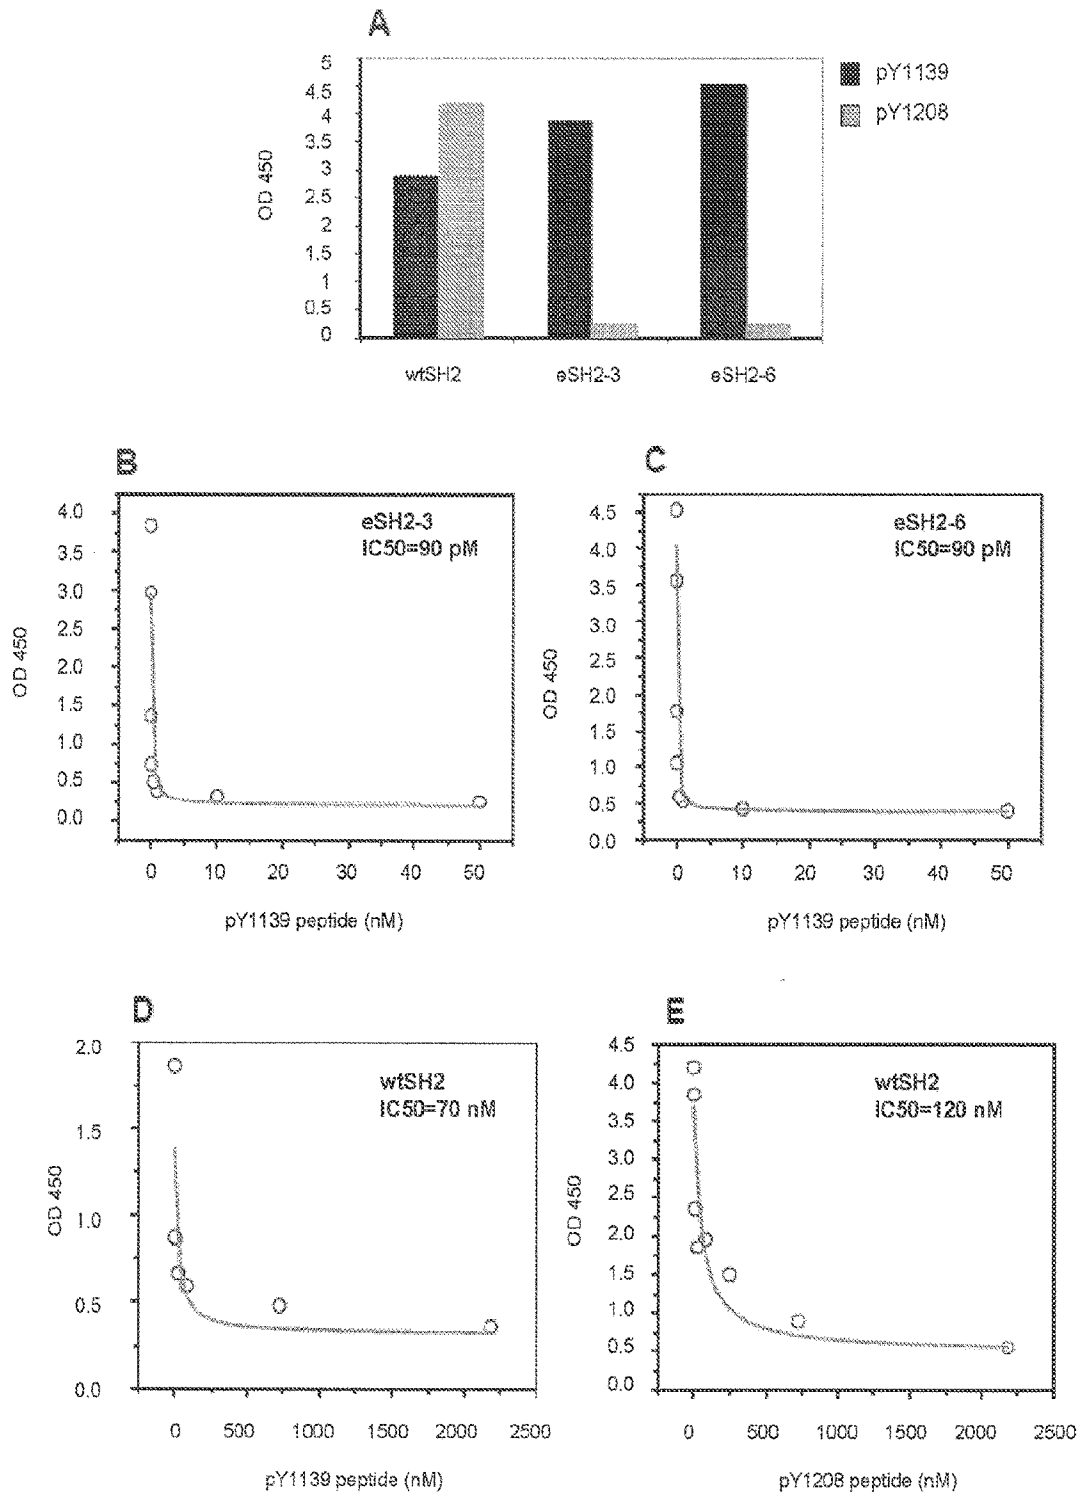 A
5
4.5
4
3.5
3
2.5
2
1.5
1
0.5
0
OD 450
wtSH2 eSH2-3 eSH2-6
pY1139
pY1208
B
4.0
3.5
3.0
2.5
2.0
1.5
1.0
0.5
0.0
OD 450
eSH2-3
IC50=90 pM
0 10 20 30 40 50
pY1139 peptide (nM)
C
4.5
4.0
3.5
3.0
2.5
2.0
1.5
1.0
0.5
0.0
OD 450
eSH2-6
IC50=90 pM
0 10 20 30 40 50
pY1139 peptide (nM)
D
2.0
1.5
1.0
0.5
0.0
OD 450
wtSH2
IC50=70 nM
0 500 1000 1500 2000 2500
pY1139 peptide (nM)
E
4.5
4.0
3.5
3.0
2.5
2.0
1.5
1.0
0.5
0.0
OD 450
wtSH2
IC50=120 nM
0 500 1000 1500 2000 2500
pY1208 peptide (nM)